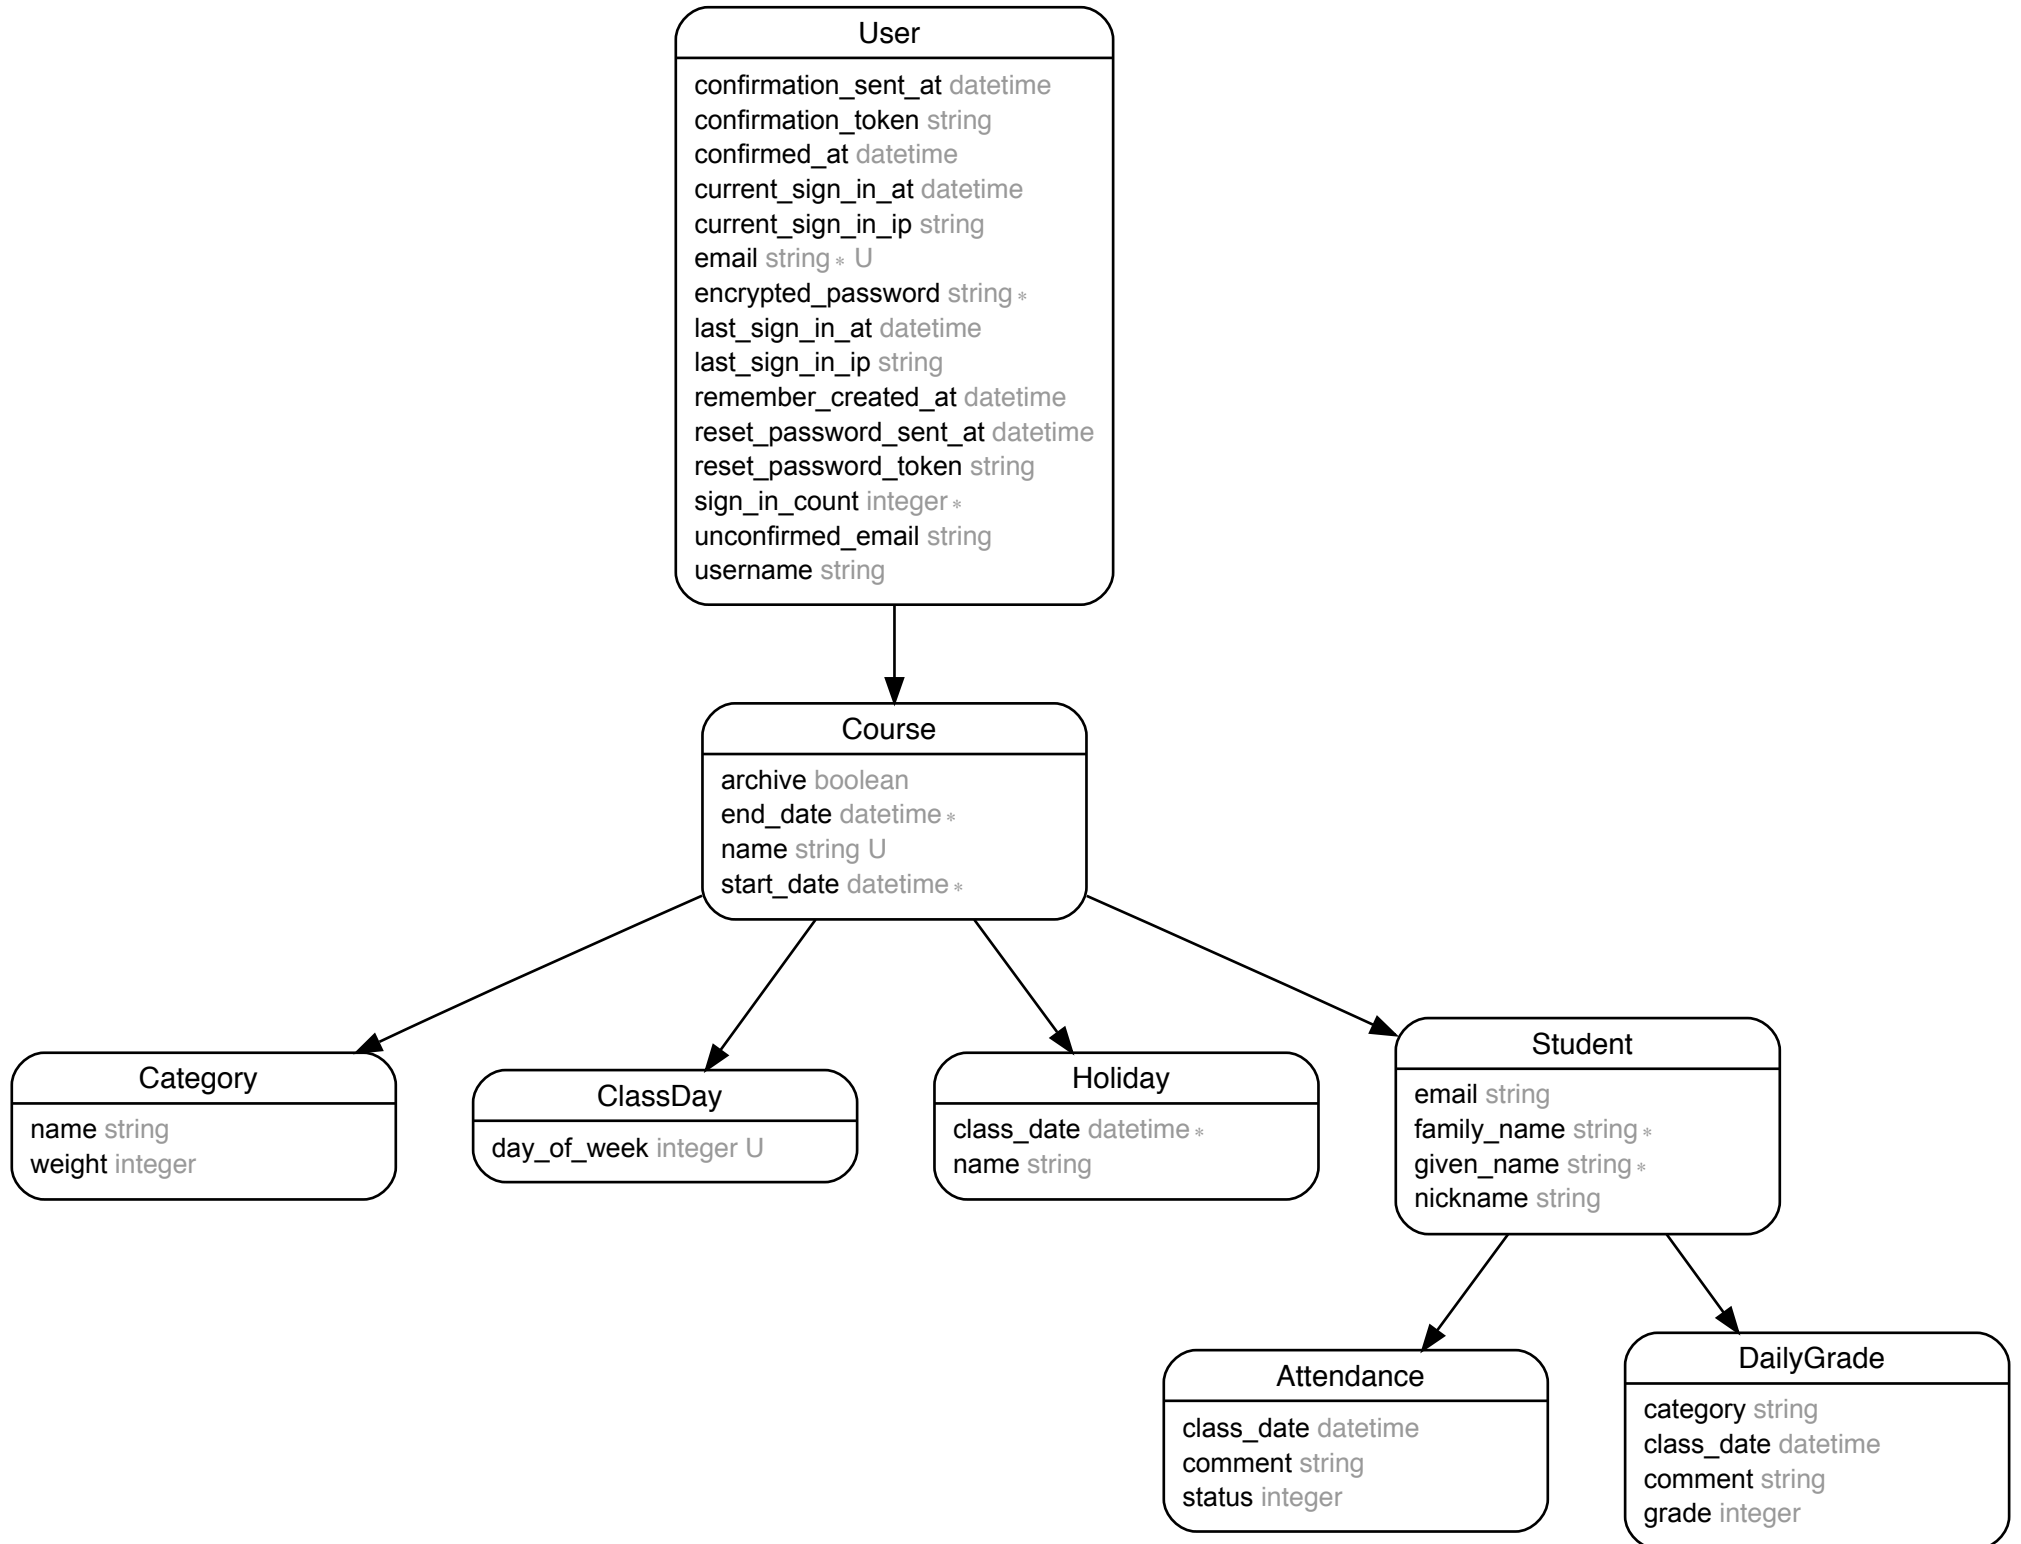 User
confirmation_sent_at datetime
confirmation_token string
confirmed_at datetime
current_sign_in_at datetime
current_sign_in_ip string
email string * U
encrypted_password string *
last_sign_in_at datetime
last_sign_in_ip string
remember_created_at datetime
reset_password_sent_at datetime
reset_password_token string
sign_in_count integer *
unconfirmed_email string
username string
Course
archive boolean
end_date datetime *
name string U
start_date datetime *
Category
name string
weight integer
ClassDay
day_of_week integer U
Holiday
class_date datetime *
name string
Student
email string
family_name string *
given_name string *
nickname string
Attendance
class_date datetime
comment string
status integer
DailyGrade
category string
class_date datetime
comment string
grade integer